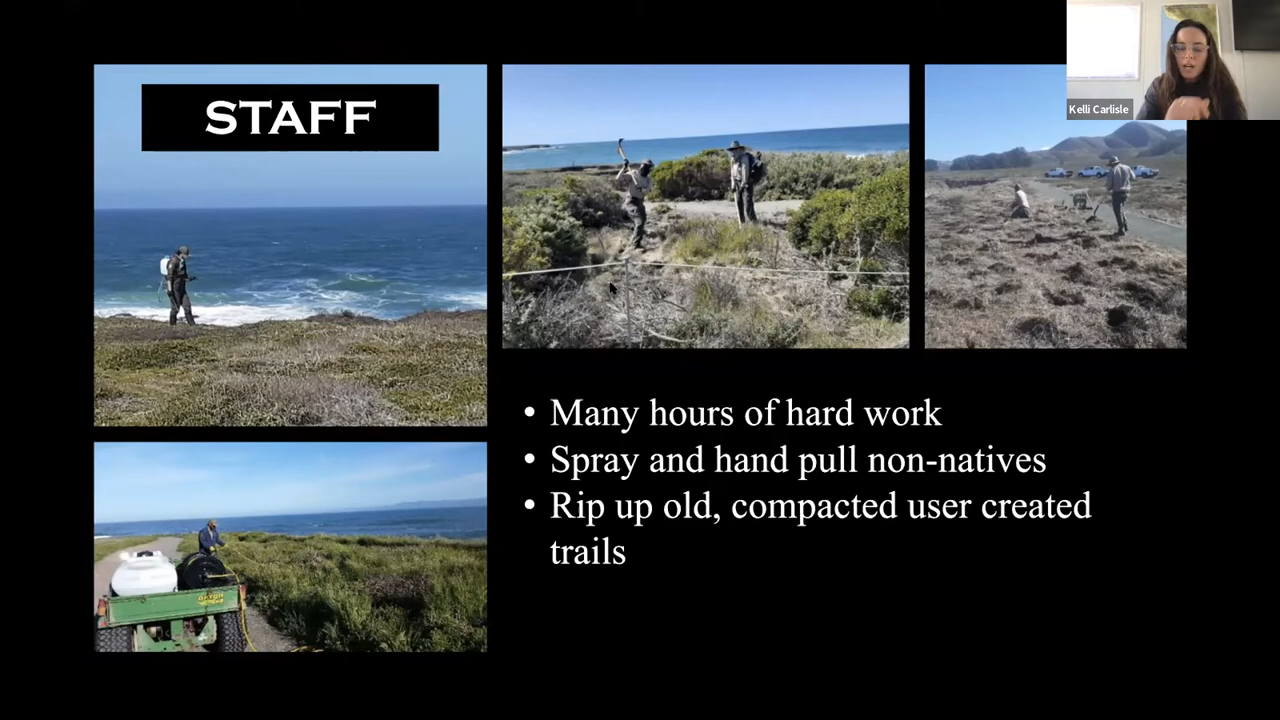 STAFF
Kelli Carlisle
• Many hours of hard work
• Spray and hand pull non-natives
• Rip up old, compacted user created
trails
GATOR